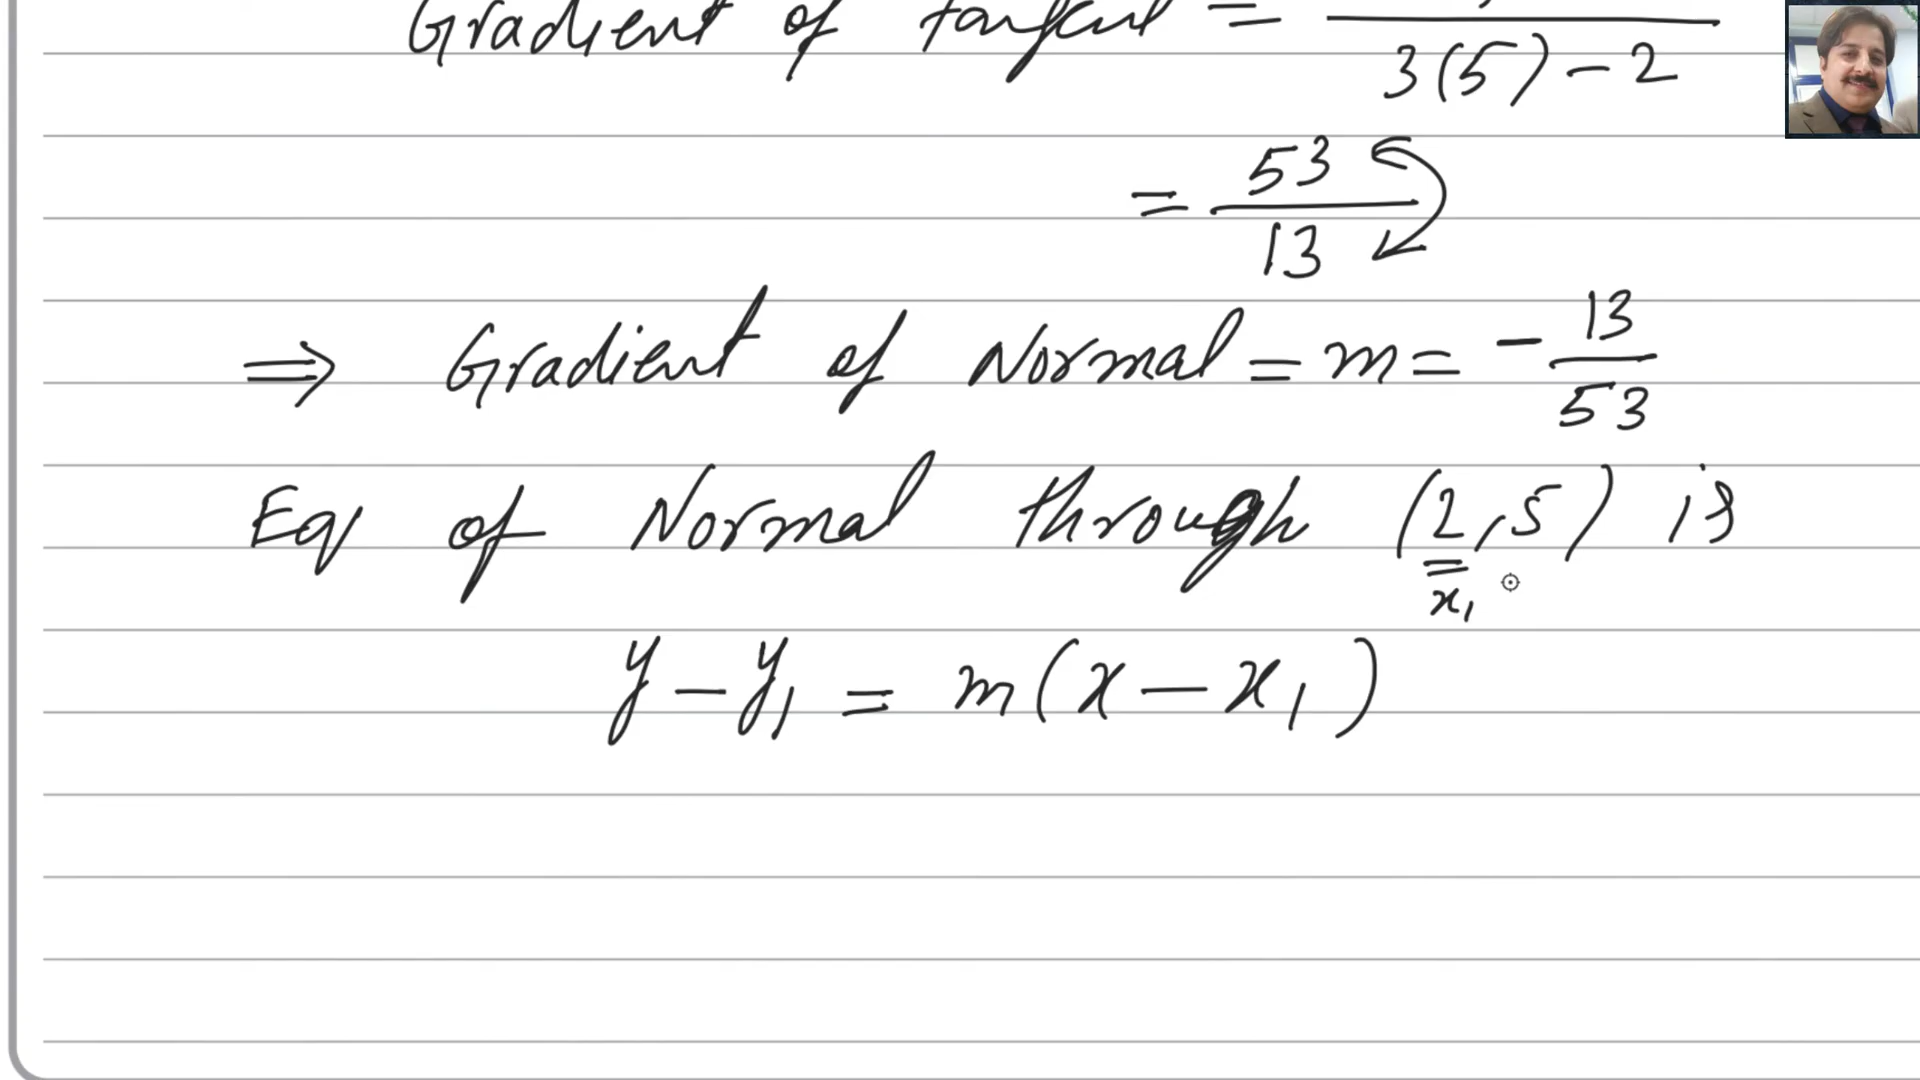 Gradient of tangent =
3(5) - 2
= 53/13
⇒ Gradient of Normal = m = - 13/53
Eq of Normal through (2,5) is
x₁
y - y₁ = m(x - x₁)